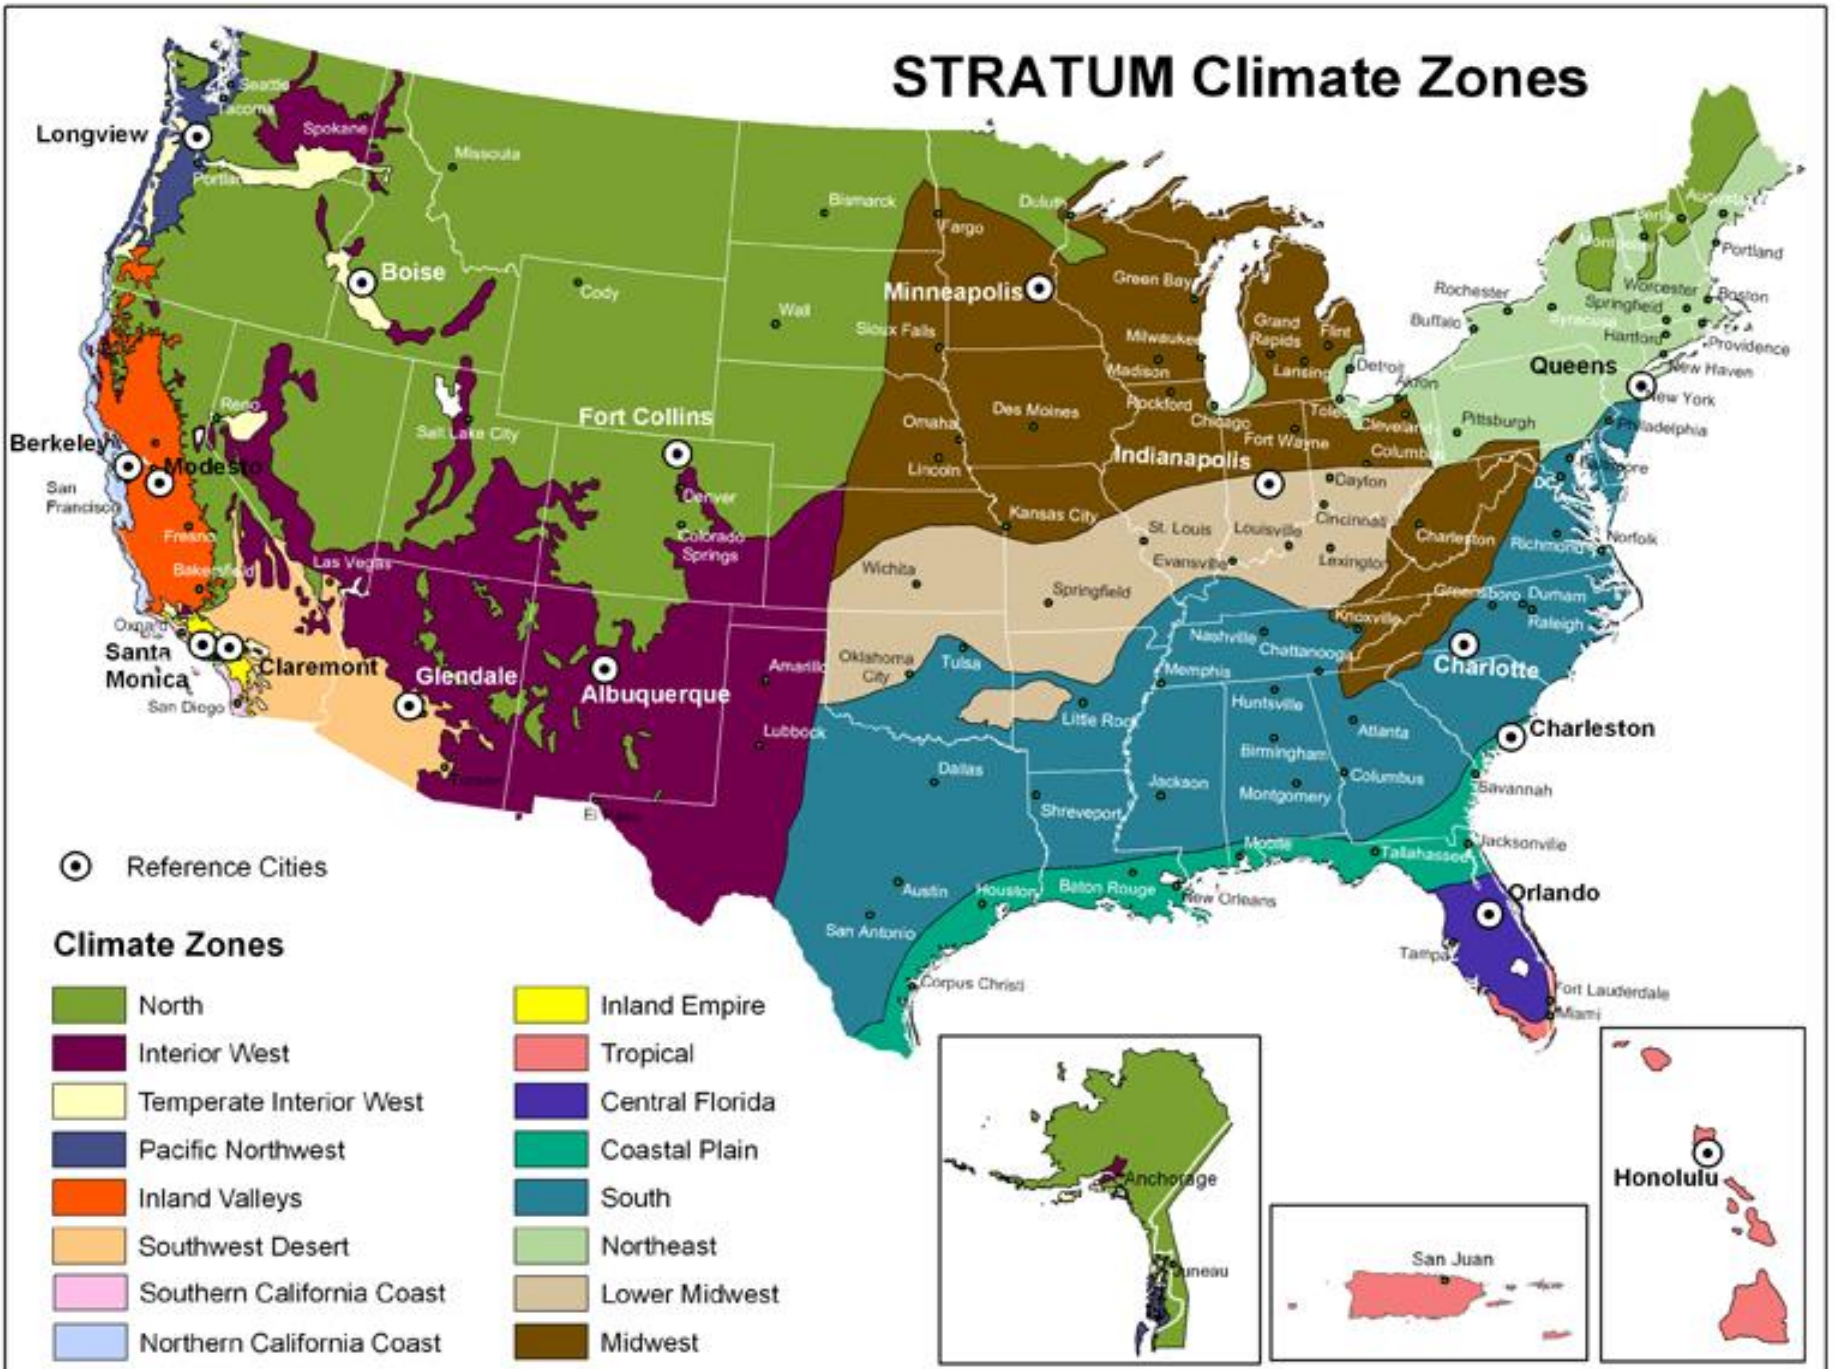 STRATUM Climate Zones
Seattle
Tacoma
Longview
Spokane
Portland
Missoula
Bismarck
Duluth
Fargo
Augusta
Berlin
Montpelier
Portland
Boise
Cody
Wall
Minneapolis
Green Bay
Sioux Falls
Milwaukee
Grand
Rapids
Flint
Madison
Lansing
Detroit
Rochester
Buffalo
Syracuse
Worcester
Springfield
Boston
Hartford
Providence
New Haven
Queens
New York
Reno
Salt Lake City
Fort Collins
Omaha
Des Moines
Rockford
Chicago
Toledo
Akron
Cleveland
Fort Wayne
Pittsburgh
Philadelphia
Berkeley
Modesto
San
Francisco
Fresno
Bakersfield
Las Vegas
Denver
Colorado
Springs
Lincoln
Kansas City
Indianapolis
Columbus
Dayton
Cincinnati
St. Louis
Louisville
Evansville
Lexington
Charleston
Baltimore
DC
Richmond
Norfolk
Wichita
Springfield
Greensboro
Durham
Raleigh
Knoxville
Oxnard
Santa
Monica
Claremont
San Diego
Glendale
Tucson
Albuquerque
El Paso
Amarillo
Lubbock
Oklahoma
City
Tulsa
Little Rock
Nashville
Chattanooga
Memphis
Huntsville
Charlotte
Atlanta
Birmingham
Charleston
Dallas
Shreveport
Jackson
Montgomery
Columbus
Savannah
Austin
San Antonio
Houston
Baton Rouge
New Orleans
Mobile
Tallahassee
Jacksonville
Orlando
Tampa
Corpus Christi
Fort Lauderdale
Miami
Reference Cities
Climate Zones
North
Interior West
Temperate Interior West
Pacific Northwest
Inland Valleys
Southwest Desert
Southern California Coast
Northern California Coast
Inland Empire
Tropical
Central Florida
Coastal Plain
South
Northeast
Lower Midwest
Midwest
Anchorage
Juneau
San Juan
Honolulu